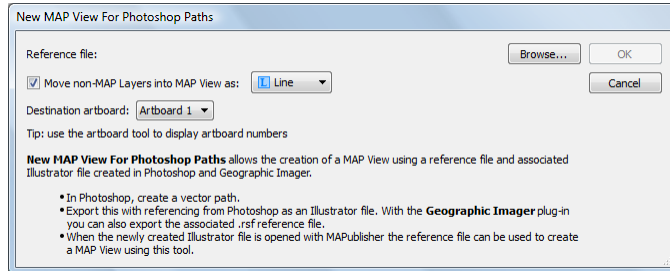 New MAP View For Photoshop Paths
Reference file:
Browse...
OK
Move non-MAP Layers into MAP View as:
L Line
Cancel
Destination artboard:
Artboard 1
Tip: use the artboard tool to display artboard numbers
New MAP View For Photoshop Paths allows the creation of a MAP View using a reference file and associated
Illustrator file created in Photoshop and Geographic Imager.
• In Photoshop, create a vector path.
• Export this with referencing from Photoshop as an Illustrator file. With the Geographic Imager plug-in
you can also export the associated .rsf reference file.
• When the newly created Illustrator file is opened with MAPublisher the reference file can be used to create
a MAP View using this tool.